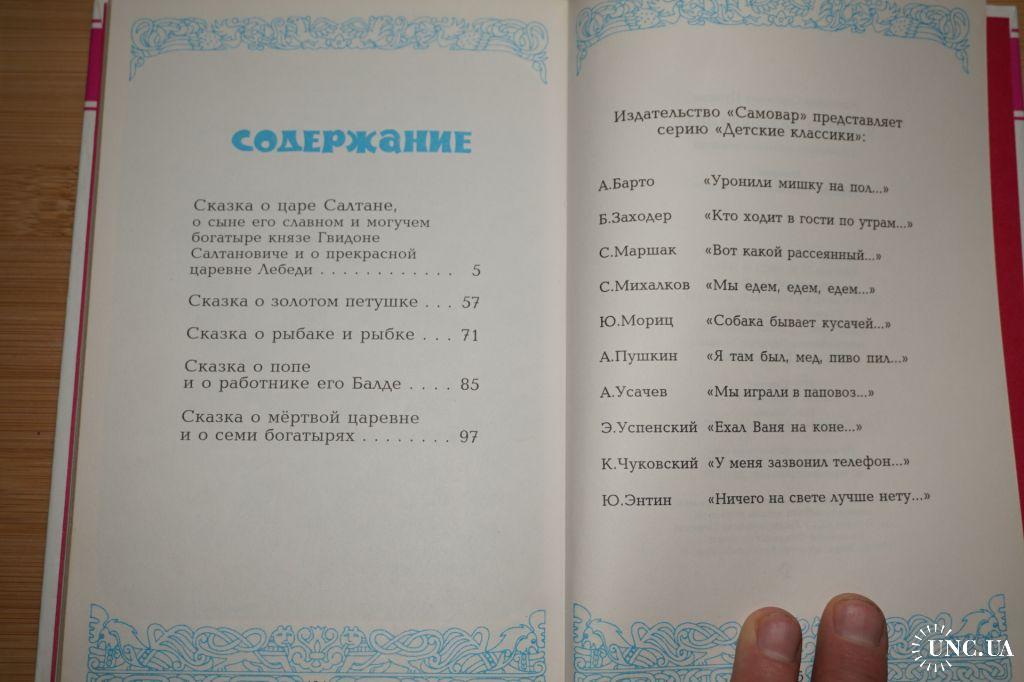 СОДЕРЖАНИЕ
Сказка о царе Салтане,
о сыне его славном и могучем
богатыре князе Гвидоне
Салтановиче и о прекрасной
царевне Лебеди . . . . . . . . . . . . 5
Сказка о золотом петушке . . . 57
Сказка о рыбаке и рыбке . . . 71
Сказка о попе
и о работнике его Балде . . . . 85
Сказка о мёртвой царевне
и о семи богатырях . . . . . . . . 97
Издательство «Самовар» представляет
серию «Детские классики»:
А.Барто «Уронили мишку на пол...»
Б.Заходер «Кто ходит в гости по утрам...»
С.Маршак «Вот какой рассеянный...»
С.Михалков «Мы едем, едем, едем...»
Ю.Мориц «Собака бывает кусачей...»
А.Пушкин «Я там был, мед, пиво пил...»
А.Усачев «Мы играли в паповоз...»
Э.Успенский «Ехал Ваня на коне...»
К.Чуковский «У меня зазвонил телефон...»
Ю.Энтин «Ничего на свете лучше нету...»
UNC.UA